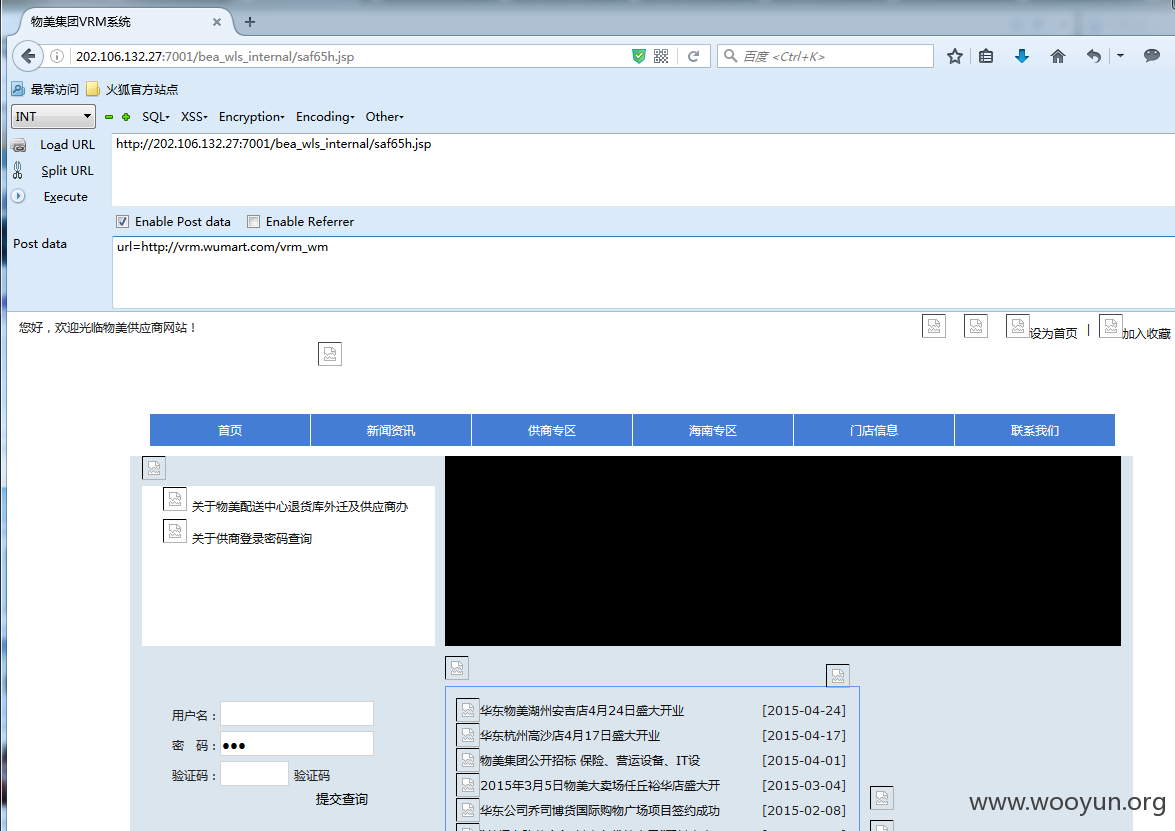 物美集团VRM系统
202.106.132.27:7001/bea_wls_internal/saf65h.jsp
百度 <Ctrl+K>
最常访问 火狐官方站点
INT SQL XSS Encryption Encoding Other
Load URL http://202.106.132.27:7001/bea_wls_internal/saf65h.jsp
Split URL
Execute
Enable Post data Enable Referrer
Post data url=http://vrm.wumart.com/vrm_wm
您好，欢迎光临物美供应商网站！ 设为首页 | 加入收藏
首页 新闻资讯 供商专区 海南专区 门店信息 联系我们
关于物美配送中心退货库外迁及供应商办
关于供商登录密码查询
用户名：
密 码：●●●
验证码： 验证码
提交查询
华东物美湖州安吉店4月24日盛大开业 [2015-04-24]
华东杭州高沙店4月17日盛大开业 [2015-04-17]
物美集团公开招标 保险、营运设备、IT设 [2015-04-01]
2015年3月5日物美大卖场任丘裕华店盛大开 [2015-03-04]
华东公司乔司博货国际购物广场项目签约成功 [2015-02-08]
www.wooyun.org